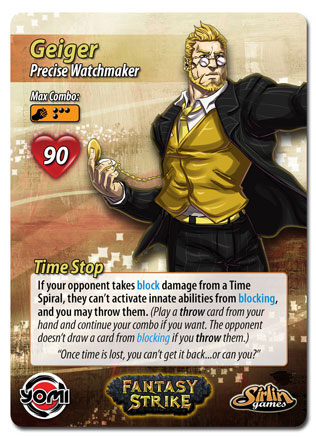 Geiger
Precise Watchmaker
Max Combo:
90
Time Stop
If your opponent takes block damage from a Time
Spiral, they can't activate innate abilities from blocking,
and you may throw them. (Play a throw card from your
hand and continue your combo if you want. The opponent
doesn't draw a card from blocking if you throw them.)
"Once time is lost, you can't get it back...or can you?"
YOMI
FANTASY
STRIKE
Sirlin
games